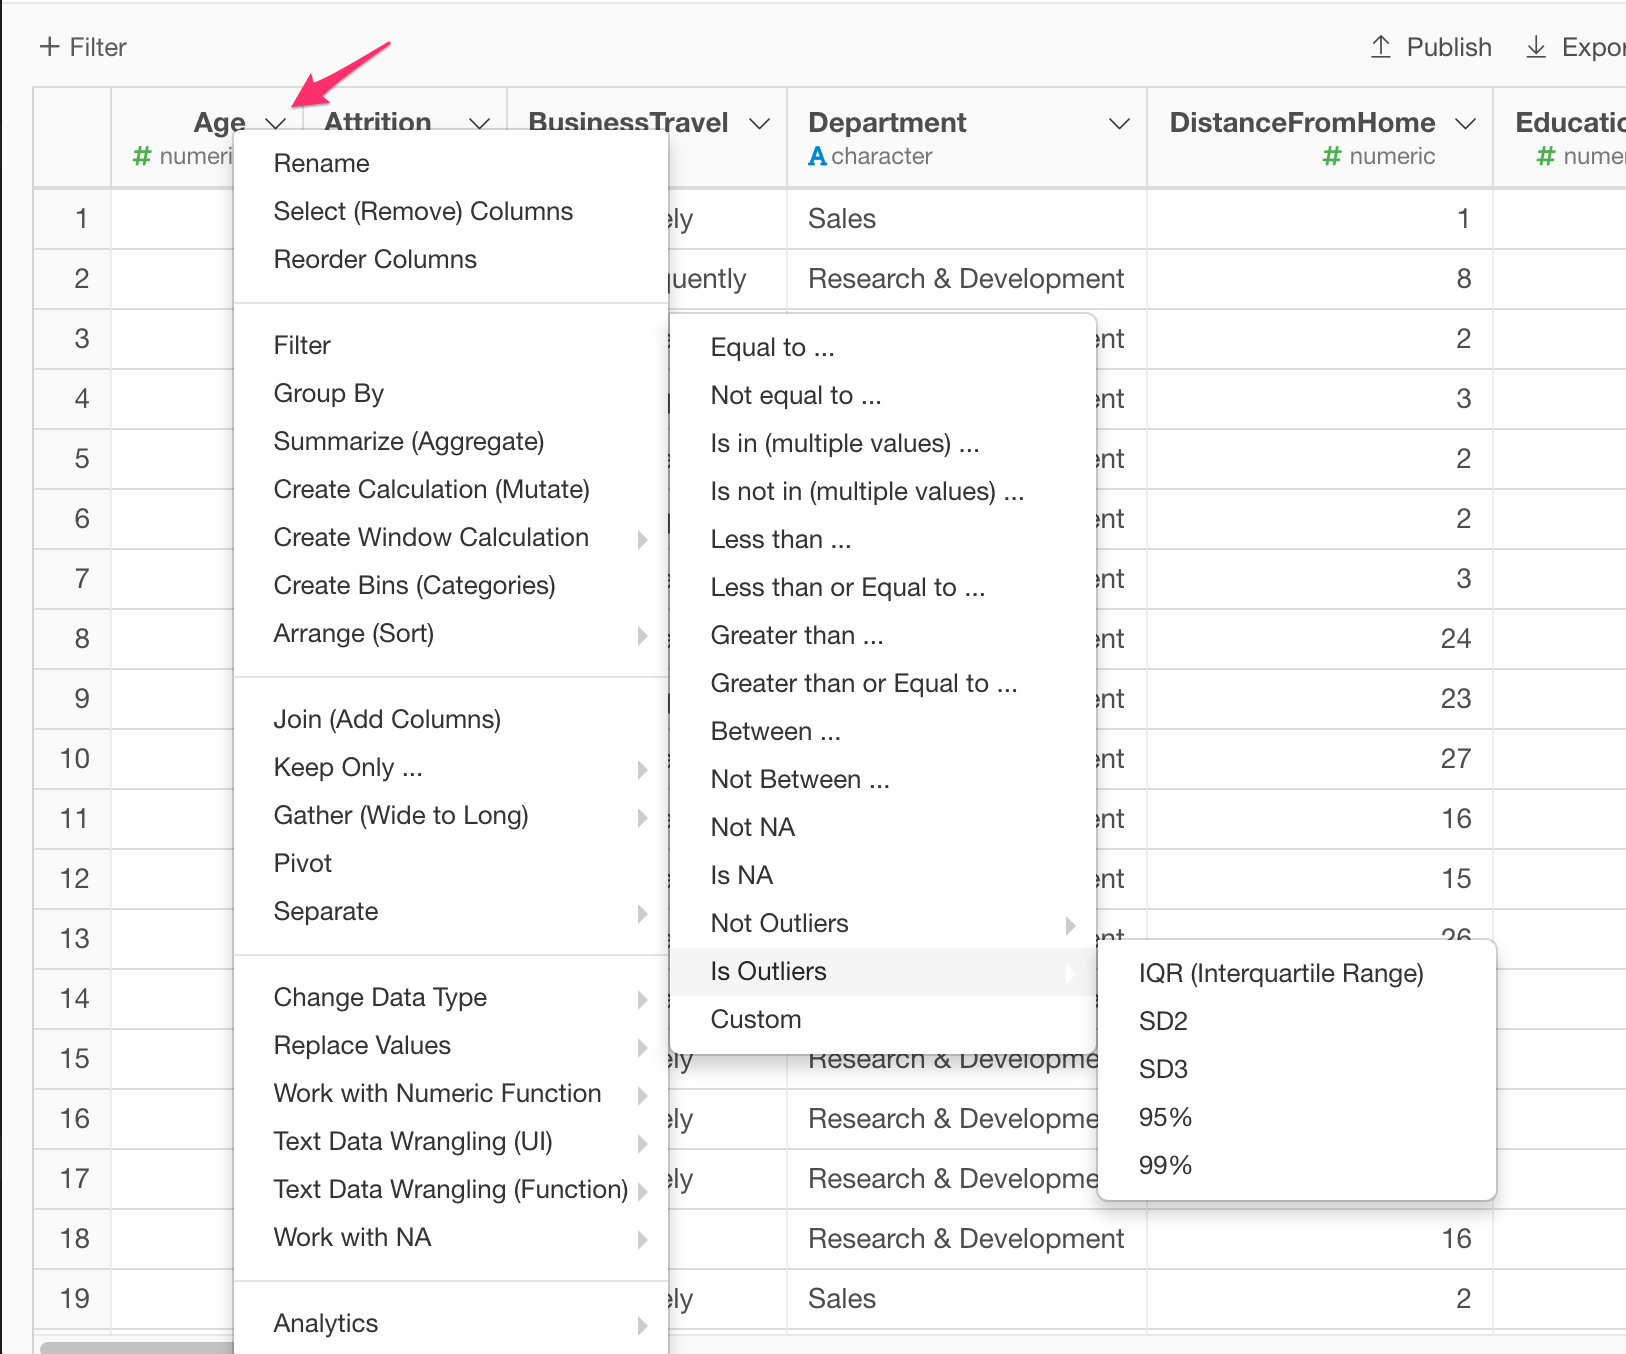 + Filter
Publish
Age
Attrition
BusinessTravel
Department
DistanceFromHome
# numeri
A character
# numeric
#
Rename
Select (Remove) Columns
Reorder Columns
Filter
Group By
Summarize (Aggregate)
Create Calculation (Mutate)
Create Window Calculation
Create Bins (Categories)
Arrange (Sort)
Join (Add Columns)
Keep Only ...
Gather (Wide to Long)
Pivot
Separate
Change Data Type
Replace Values
Work with Numeric Function
Text Data Wrangling (UI)
Text Data Wrangling (Function)
Work with NA
Analytics
Equal to ...
Not equal to ...
Is in (multiple values) ...
Is not in (multiple values) ...
Less than ...
Less than or Equal to ...
Greater than ...
Greater than or Equal to ...
Between ...
Not Between ...
Not NA
Is NA
Not Outliers
Is Outliers
Custom
IQR (Interquartile Range)
SD2
SD3
95%
99%
1 ely Sales 1
2 quently Research & Development 8
3 ent 2
4 ent 3
5 ent 2
6 ent 2
7 ent 3
8 ent 24
9 ent 23
10 ent 27
11 ent 16
12 ent 15
13 ent 26
14
15 ely Research & Developme
16 ely Research & Developme
17 ely Research & Developme
18 Research & Development 16
19 ely Sales 2